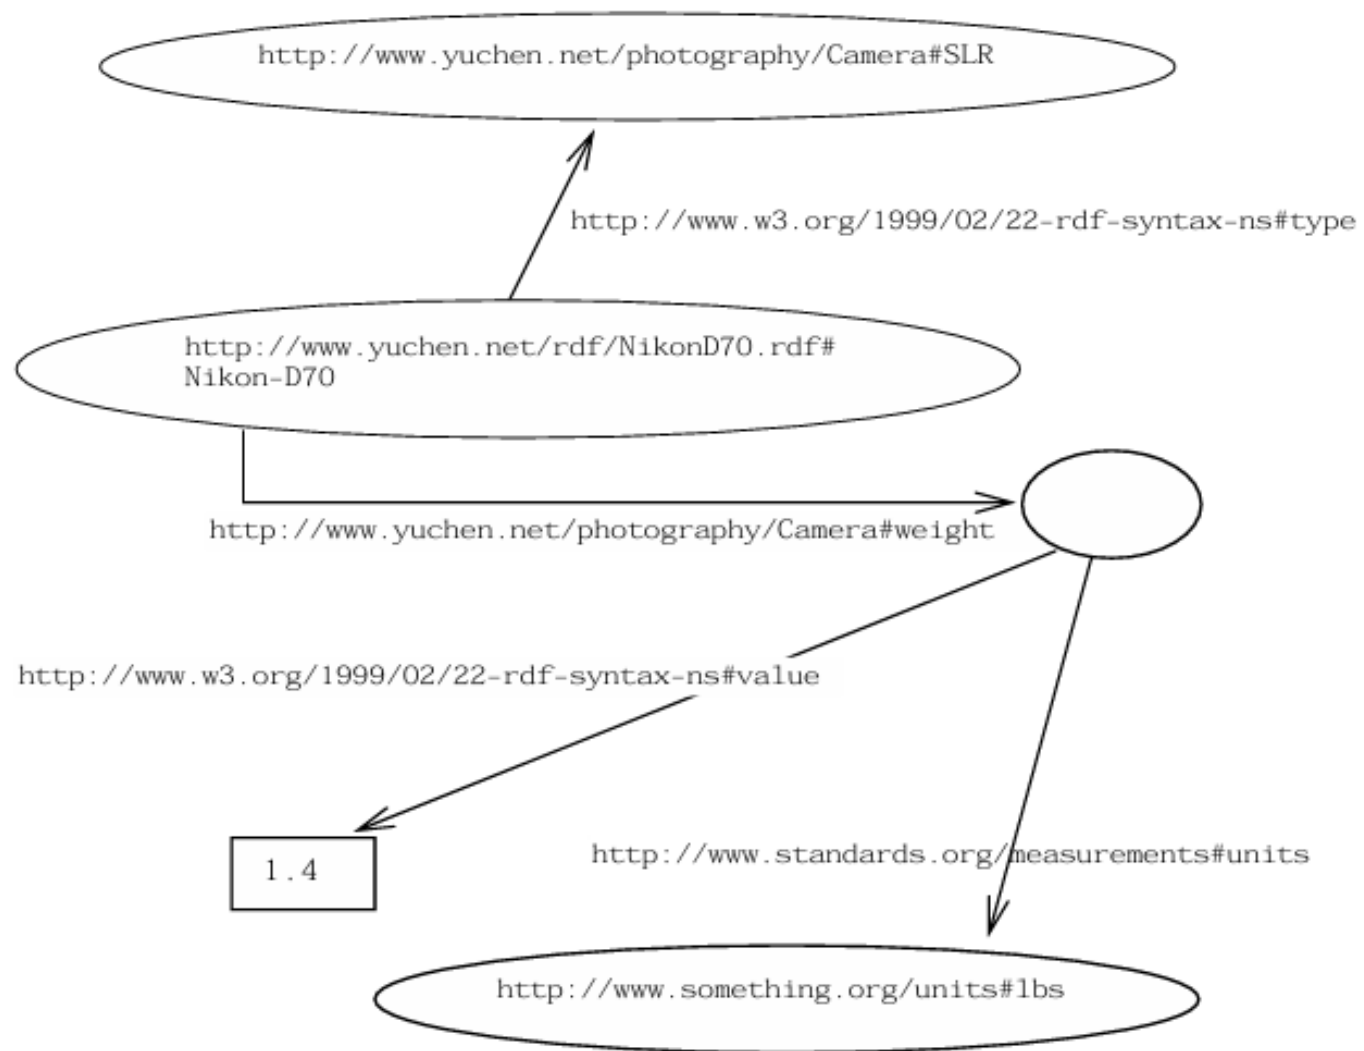 http://www.yuchen.net/photography/Camera#SLR
http://www.w3.org/1999/02/22-rdf-syntax-ns#type
http://www.yuchen.net/rdf/NikonD70.rdf#
Nikon-D70
http://www.yuchen.net/photography/Camera#weight
http://www.w3.org/1999/02/22-rdf-syntax-ns#value
http://www.standards.org/measurements#units
1.4
http://www.something.org/units#lbs